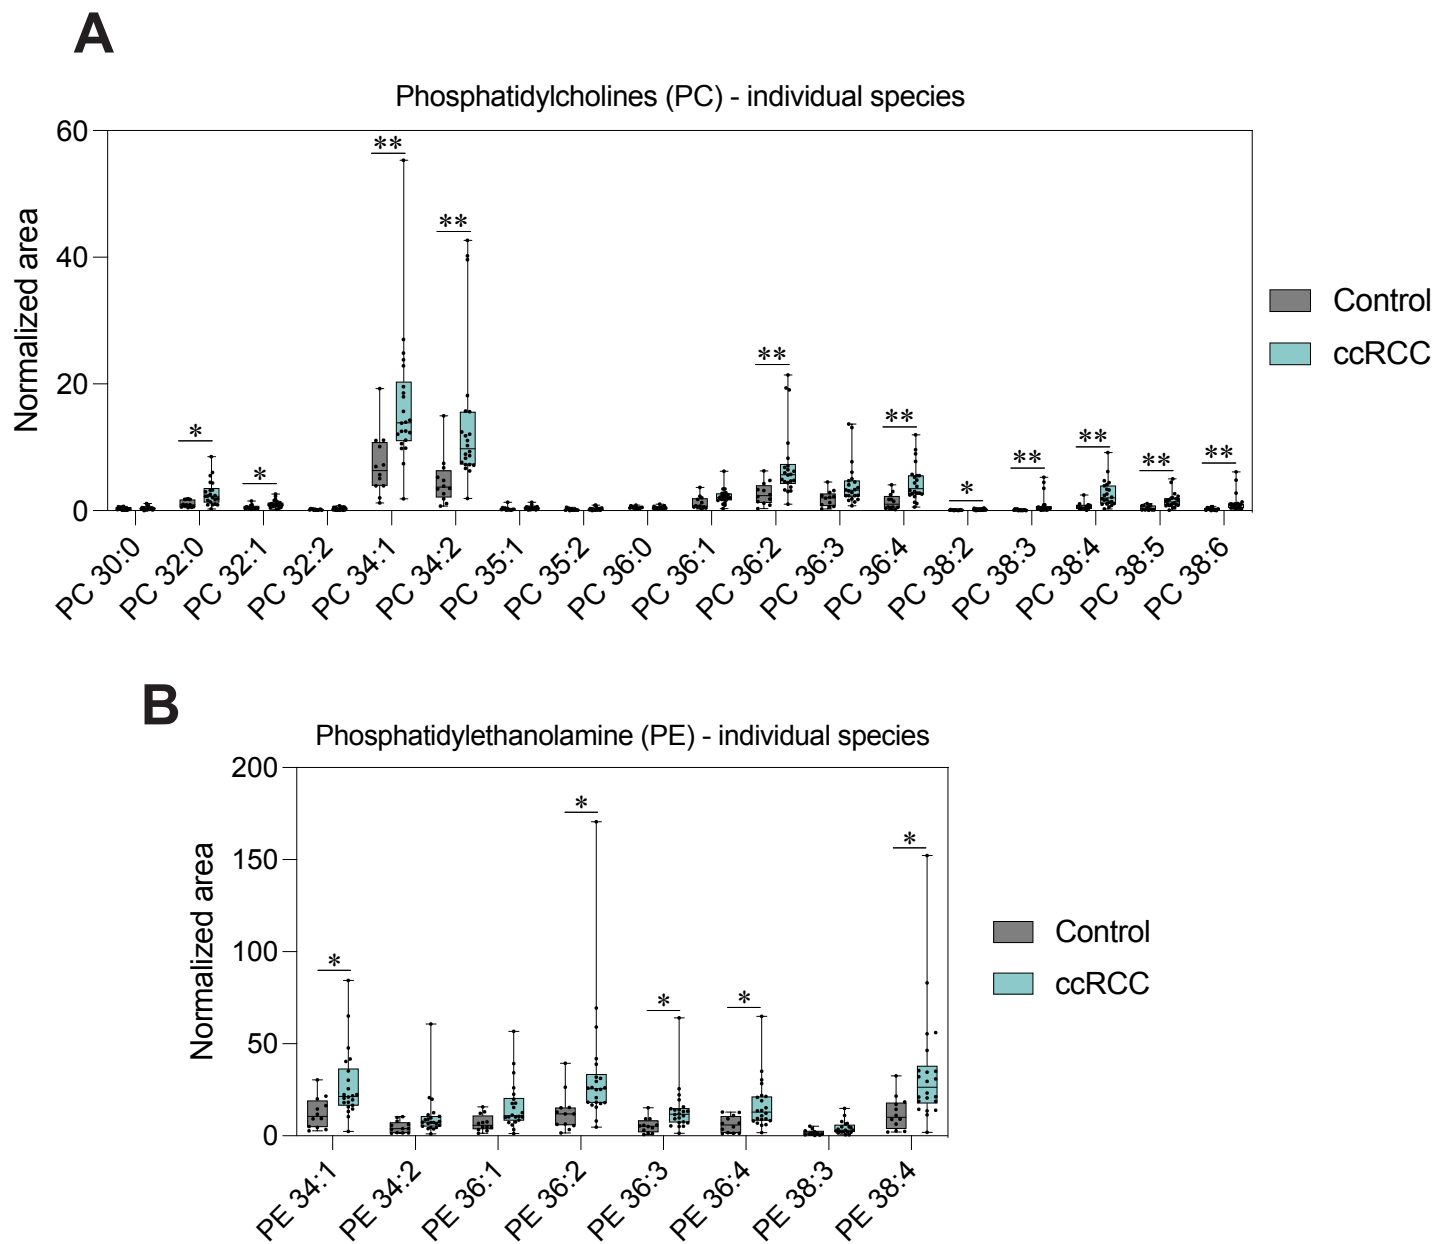 A
Phosphatidylcholines (PC) - individual species
Normalized area
60
40
20
0
**
**
*
*
**
**
*
**
**
**
**
PC 30:0
PC 32:0
PC 32:1
PC 32:2
PC 34:1
PC 34:2
PC 35:1
PC 35:2
PC 36:0
PC 36:1
PC 36:2
PC 36:3
PC 36:4
PC 38:2
PC 38:3
PC 38:4
PC 38:5
PC 38:6
Control
ccRCC
B
Phosphatidylethanolamine (PE) - individual species
Normalized area
200
150
100
50
0
*
*
*
*
*
PE 34:1
PE 34:2
PE 36:1
PE 36:2
PE 36:3
PE 36:4
PE 38:3
PE 38:4
Control
ccRCC